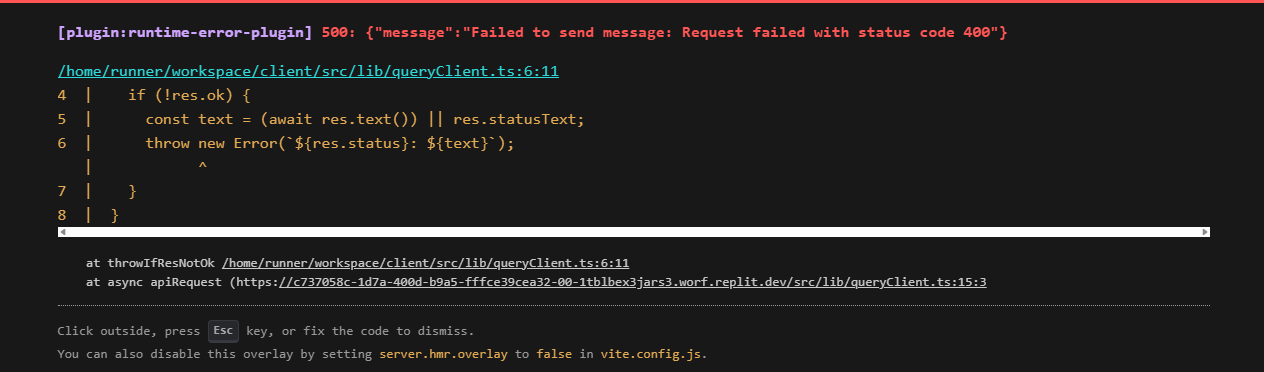 [plugin:runtime-error-plugin] 500: {"message":"Failed to send message: Request failed with status code 400"}
/home/runner/workspace/client/src/lib/queryClient.ts:6:11
4  |    if (!res.ok) {
5  |      const text = (await res.text()) || res.statusText;
6  |      throw new Error(`${res.status}: ${text}`);
   |            ^
7  |    }
8  |  }
at throwIfResNotOk /home/runner/workspace/client/src/lib/queryClient.ts:6:11
at async apiRequest (https://c737058c-1d7a-400d-b9a5-fffce39cea32-00-1tblbex3jars3.worf.replit.dev/src/lib/queryClient.ts:15:3
Click outside, press Esc key, or fix the code to dismiss.
You can also disable this overlay by setting server.hmr.overlay to false in vite.config.js.